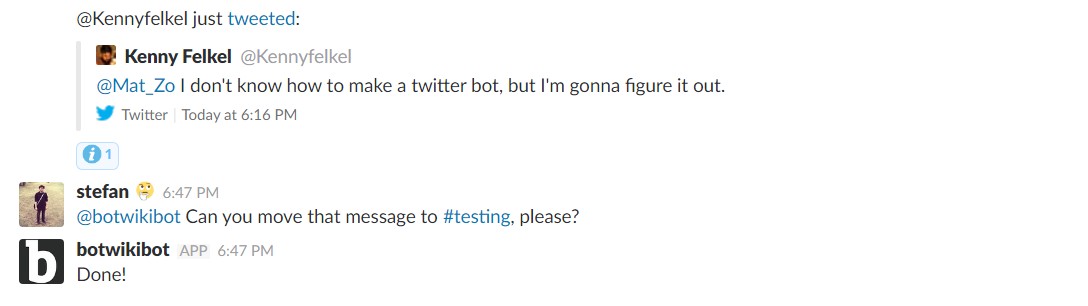 @Kennyfelkel just tweeted:
Kenny Felkel @Kennyfelkel
@Mat_Zo I don't know how to make a twitter bot, but I'm gonna figure it out.
Twitter | Today at 6:16 PM
1
stefan 6:47 PM
@botwikibot Can you move that message to #testing, please?
b
botwikibot APP 6:47 PM
Done!